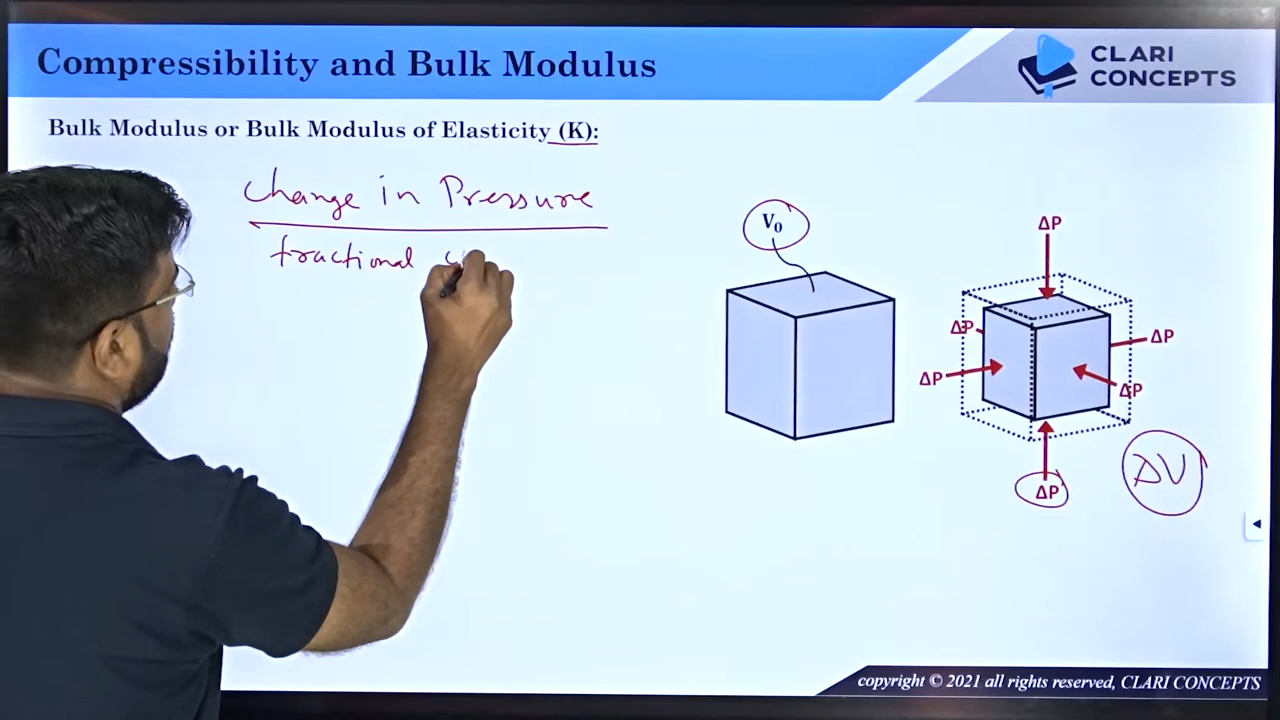 Compressibility and Bulk Modulus
CLARI
CONCEPTS
Bulk Modulus or Bulk Modulus of Elasticity (K):
Change in Pressure
fractional
V₀
ΔP
ΔP
ΔP
ΔP
ΔP
ΔP
ΔV
copyright © 2021 all rights reserved, CLARI CONCEPTS